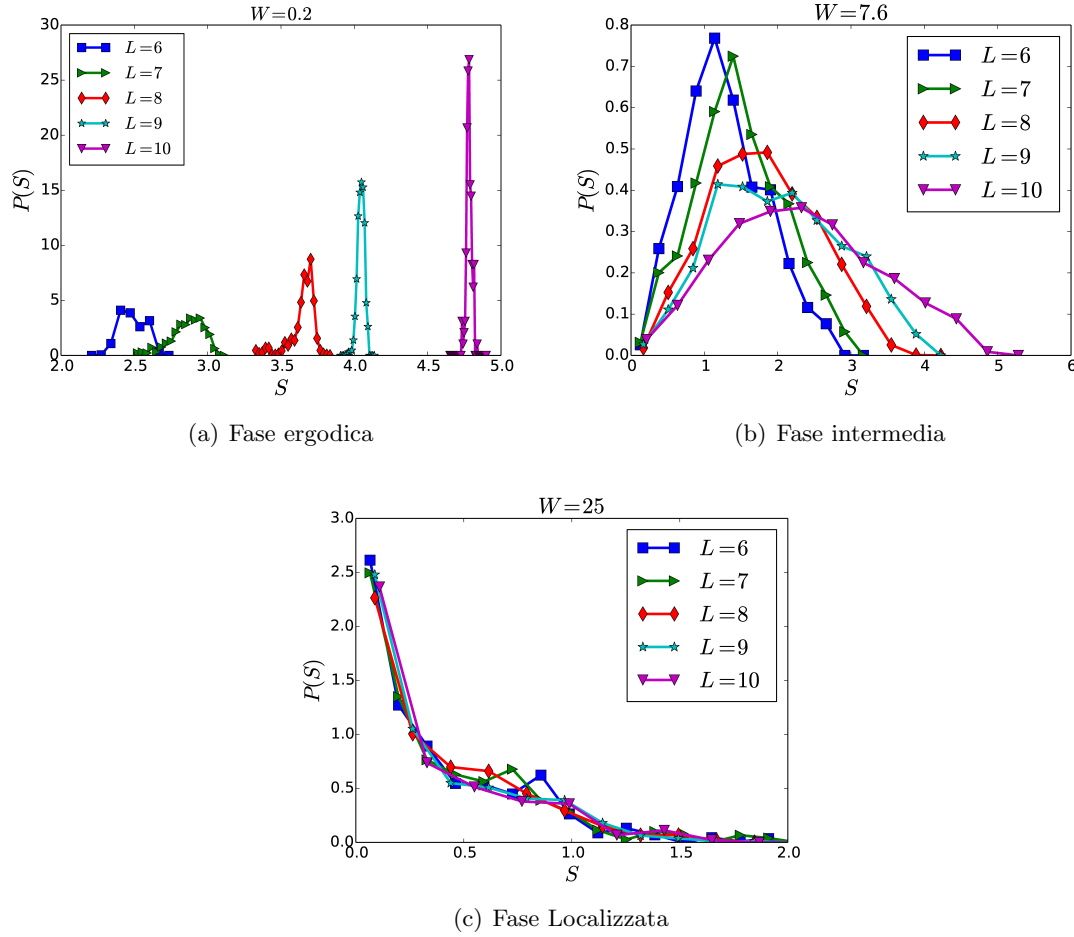 W=0.2
30
25
20
15
10
5
0
P(S)
L=6
L=7
L=8
L=9
L=10
2.0 2.5 3.0 3.5 4.0 4.5 5.0
S
(a) Fase ergodica
W=7.6
0.8
0.7
0.6
0.5
0.4
0.3
0.2
0.1
0.0
P(S)
L=6
L=7
L=8
L=9
L=10
0 1 2 3 4 5 6
S
(b) Fase intermedia
W=25
3.0
2.5
2.0
1.5
1.0
0.5
0.0
P(S)
L=6
L=7
L=8
L=9
L=10
0.0 0.5 1.0 1.5 2.0
S
(c) Fase Localizzata